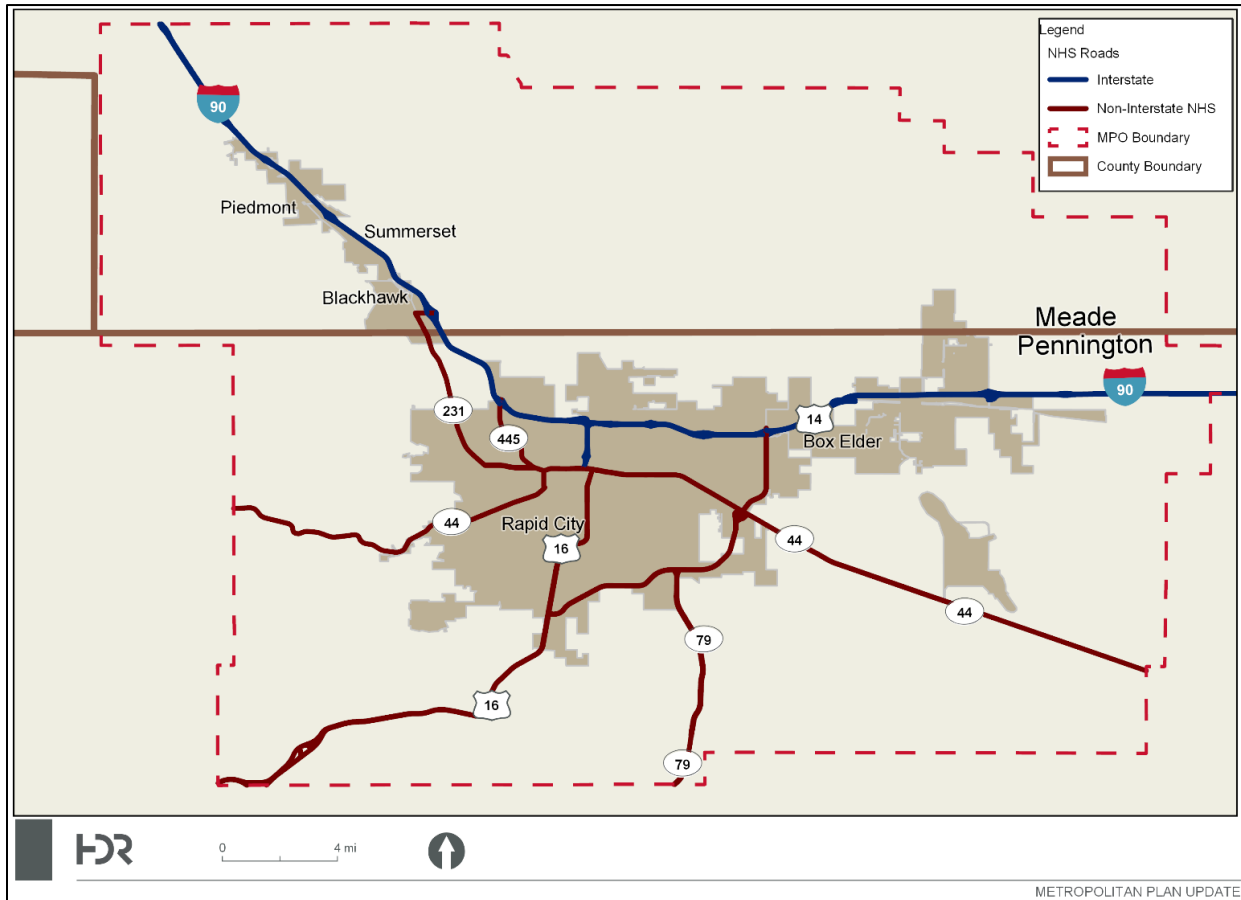 Legend
NHS Roads
Interstate
Non-Interstate NHS
MPO Boundary
County Boundary
90
Piedmont
Summerset
Blackhawk
Meade
Pennington
90
231
14
445
Box Elder
44
Rapid City
16
44
44
79
16
79
HDR
0
4 mi
METROPOLITAN PLAN UPDATE